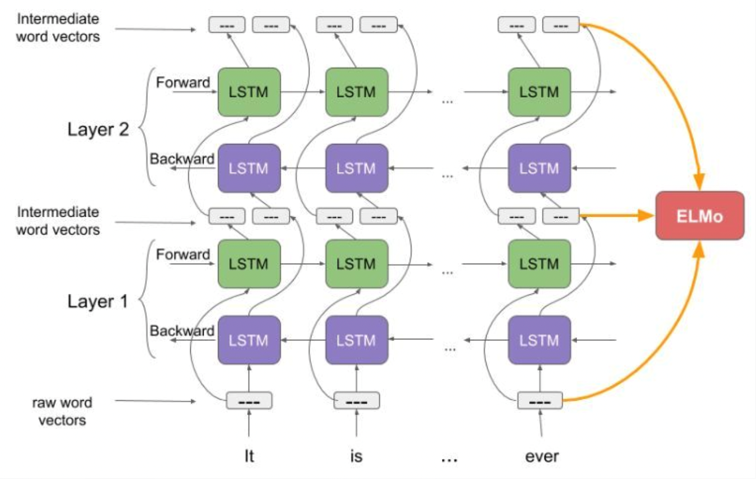 Intermediate
word vectors
--- --- --- --- --- ---
Forward
LSTM LSTM LSTM
...
Layer 2
Backward
LSTM LSTM LSTM
...
Intermediate
word vectors
--- --- --- --- --- ---
ELMo
Forward
LSTM LSTM LSTM
...
Layer 1
Backward
LSTM LSTM LSTM
...
raw word
vectors
--- --- ---
It is ... ever